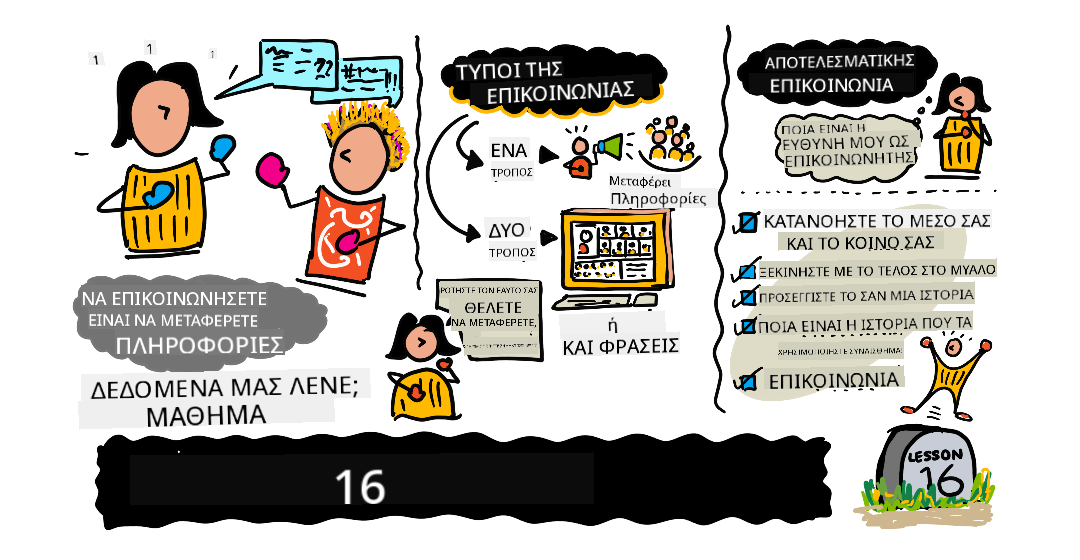 1
1
1
??
#
!!!
ΝΑ ΕΠΙΚΟΙΝΩΝΗΣΕΤΕ
ΕΙΝΑΙ ΝΑ ΜΕΤΑΦΕΡΕΤΕ
ΠΛΗΡΟΦΟΡΙΕΣ
ΔΕΔΟΜΕΝΑ ΜΑΣ ΛΕΝΕ;
ΜΑΘΗΜΑ
16
ΤΥΠΟΙ ΤΗΣ
ΕΠΙΚΟΙΝΩΝΙΑΣ
ΕΝΑ
ΤΡΟΠΟΣ
Μεταφέρει
Πληροφορίες
ΔΥΟ
ΤΡΟΠΟΣ
ΡΩΤΗΣΤΕ ΤΟΝ ΕΑΥΤΟ ΣΑΣ
ΘΕΛΕΤΕ
ΝΑ ΜΕΤΑΦΕΡΕΤΕ,
ή
ΚΑΙ ΦΡΑΣΕΙΣ
ΑΠΟΤΕΛΕΣΜΑΤΙΚΗΣ
ΕΠΙΚΟΙΝΩΝΙΑ
ΠΟΙΑ ΕΙΝΑΙ Η
ΕΥΘΥΝΗ ΜΟΥ ΩΣ
ΕΠΙΚΟΙΝΩΝΗΤΗΣ
ΚΑΤΑΝΟΗΣΤΕ ΤΟ ΜΕΣΟ ΣΑΣ
ΚΑΙ ΤΟ ΚΟΙΝΟ ΣΑΣ
ΞΕΚΙΝΗΣΤΕ ΜΕ ΤΟ ΤΕΛΟΣ ΣΤΟ ΜΥΑΛΟ
ΠΡΟΣΕΓΓΙΣΤΕ ΤΟ ΣΑΝ ΜΙΑ ΙΣΤΟΡΙΑ
ΠΟΙΑ ΕΙΝΑΙ Η ΙΣΤΟΡΙΑ ΠΟΥ ΤΑ
ΧΡΗΣΙΜΟΠΟΙΗΣΤΕ ΣΥΝΑΙΣΘΗΜΑ:
ΕΠΙΚΟΙΝΩΝΙΑ
LESSON
16